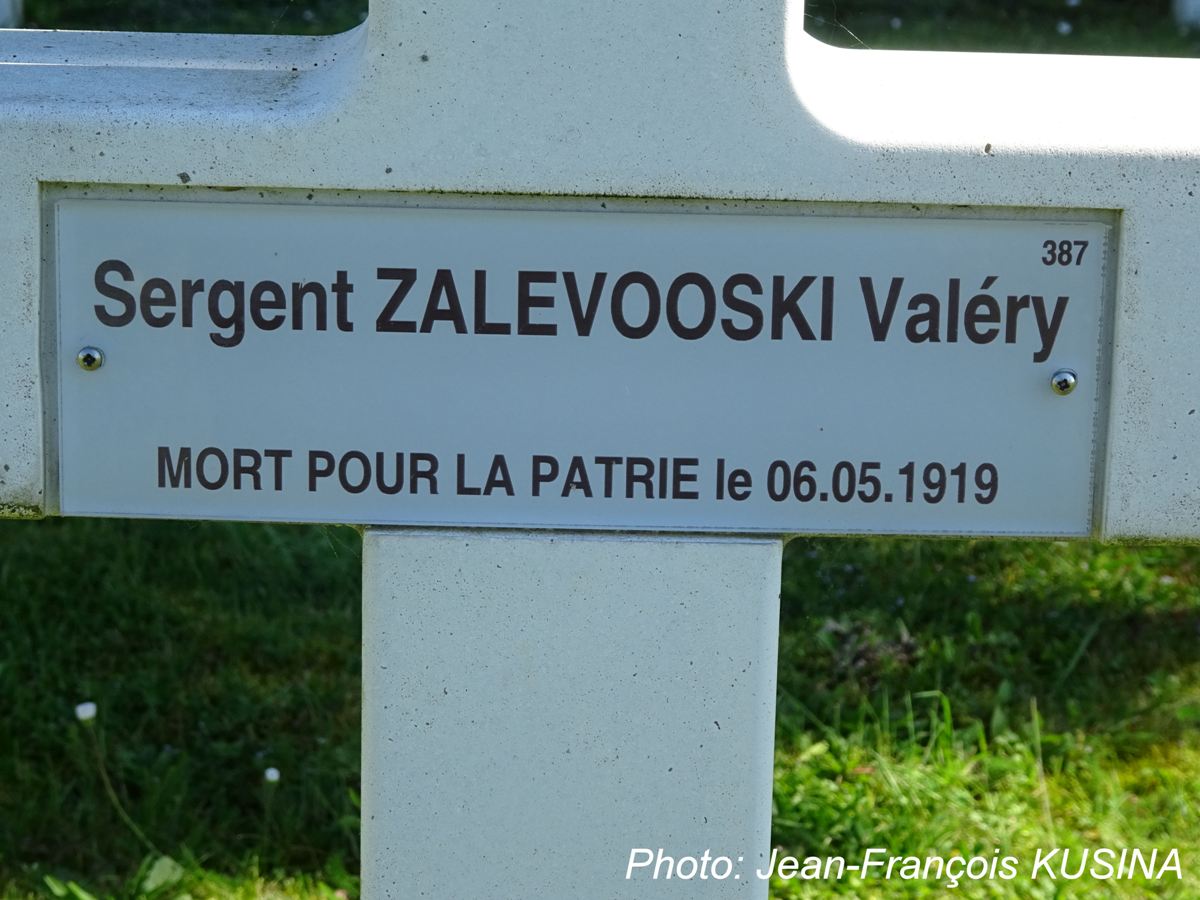 387
Sergent ZALEVOOSKI Valéry
MORT POUR LA PATRIE le 06.05.1919
Photo: Jean-François KUSINA